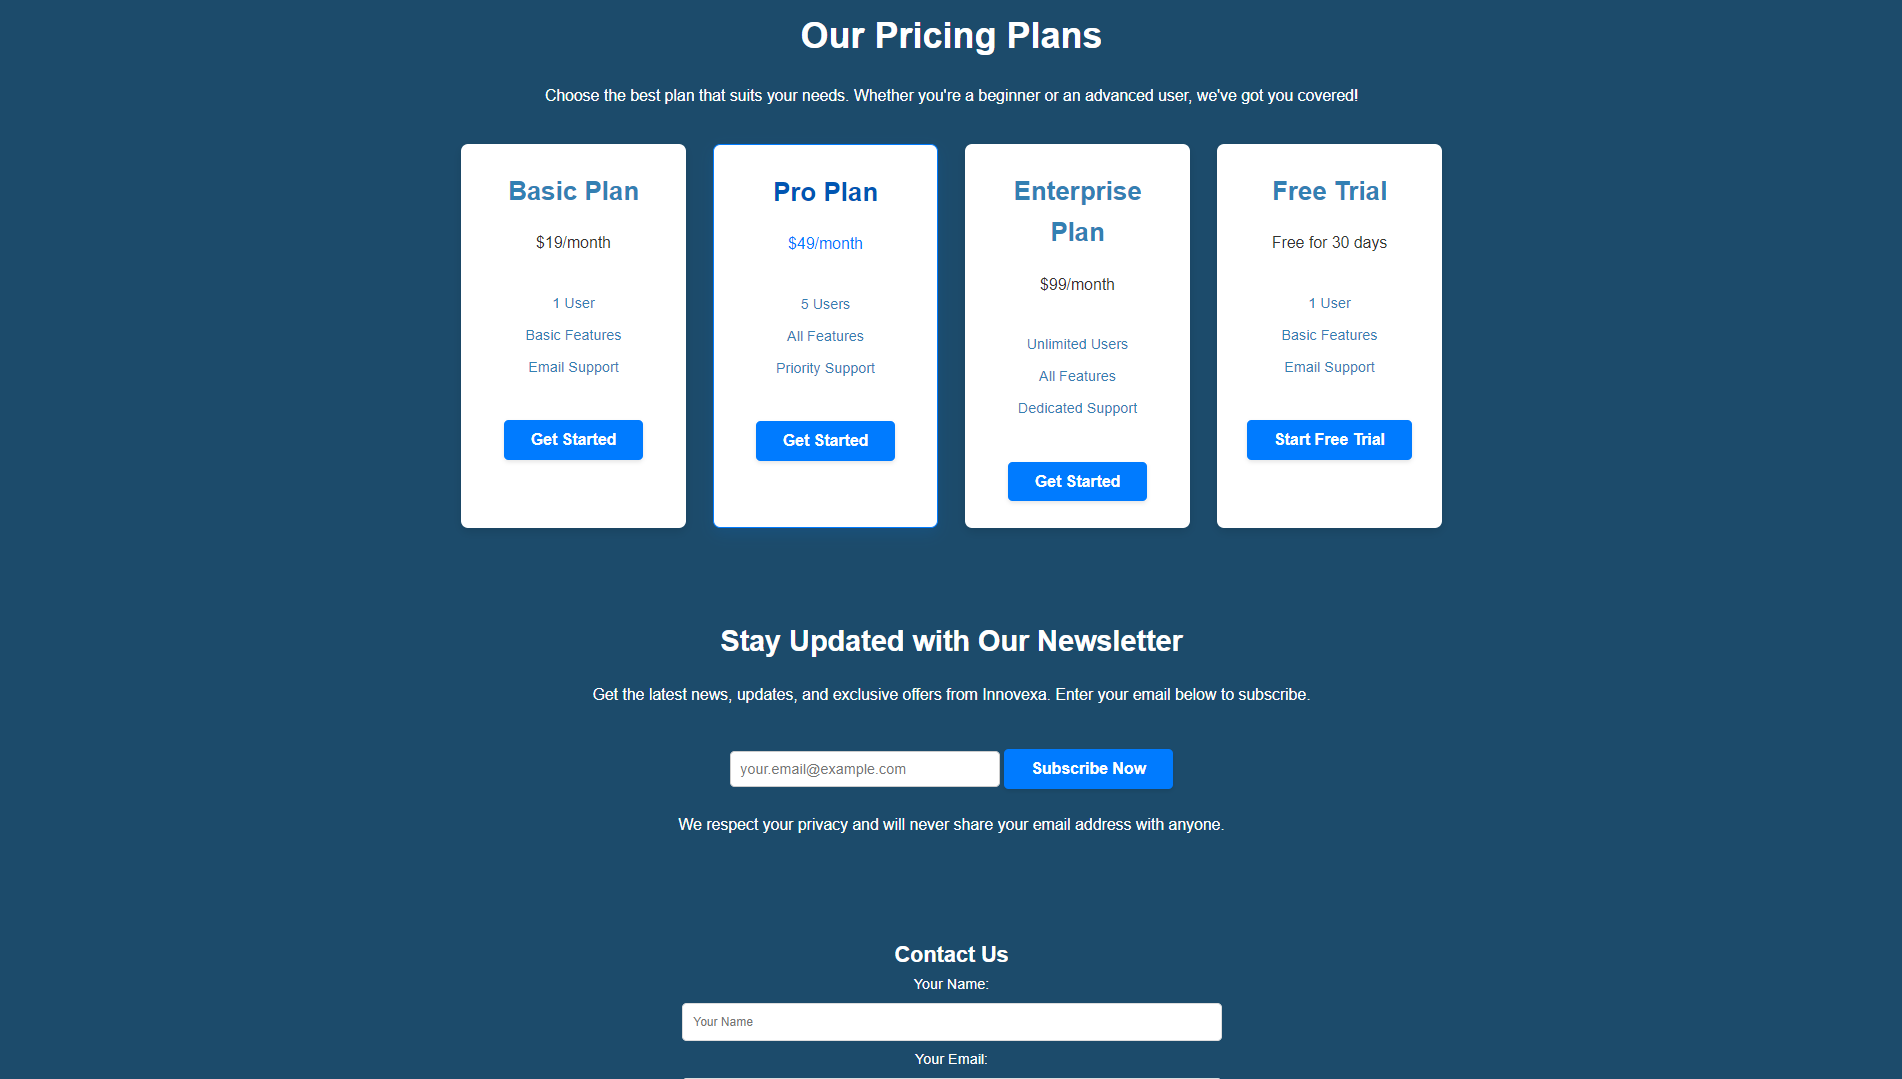 Our Pricing Plans
Choose the best plan that suits your needs. Whether you're a beginner or an advanced user, we've got you covered!
Basic Plan
$19/month
1 User
Basic Features
Email Support
Get Started
Pro Plan
$49/month
5 Users
All Features
Priority Support
Get Started
Enterprise
Plan
$99/month
Unlimited Users
All Features
Dedicated Support
Get Started
Free Trial
Free for 30 days
1 User
Basic Features
Email Support
Start Free Trial
Stay Updated with Our Newsletter
Get the latest news, updates, and exclusive offers from Innovexa. Enter your email below to subscribe.
your.email@example.com
Subscribe Now
We respect your privacy and will never share your email address with anyone.
Contact Us
Your Name:
Your Name
Your Email: